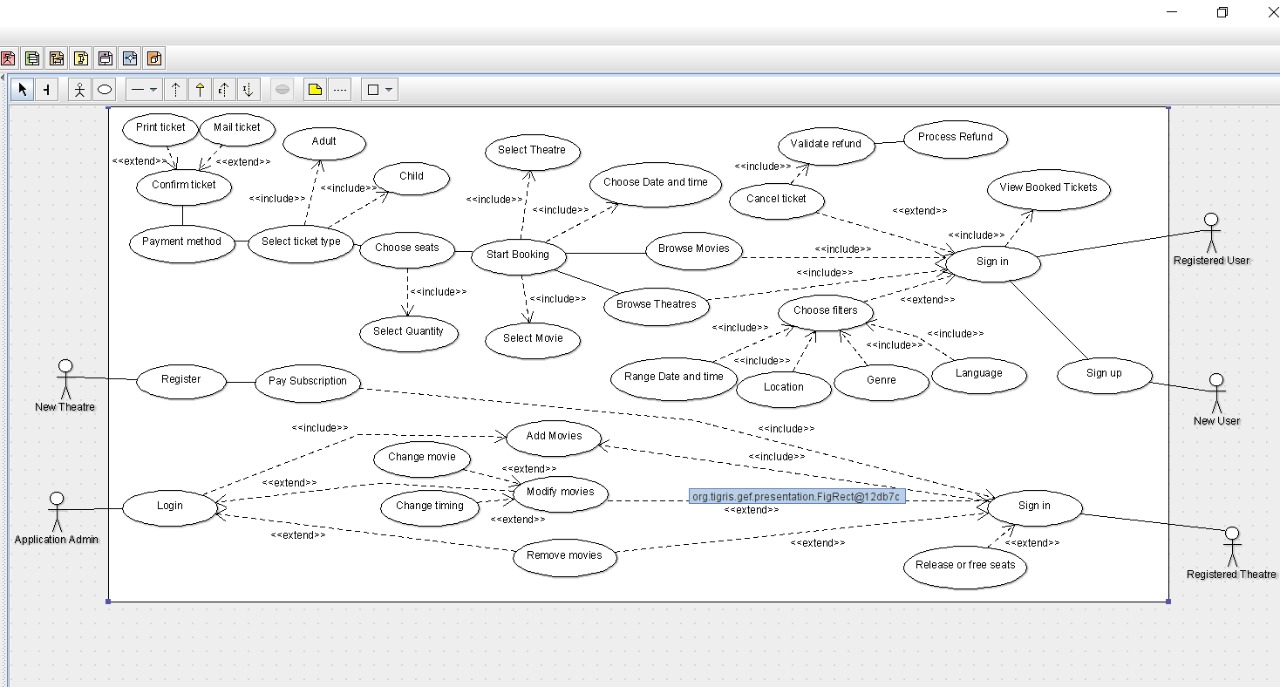 Print ticket
Mail ticket
Adult
<<extend>>
<<extend>>
Confirm ticket
<<include>>
<<include>>
Child
Payment method
Select ticket type
Choose seats
<<include>>
Select Quantity
Select Theatre
<<include>>
<<include>>
Choose Date and time
Start Booking
<<include>>
Select Movie
Browse Movies
<<include>>
Browse Theatres
<<include>>
Validate refund
Process Refund
<<include>>
Cancel ticket
<<extend>>
View Booked Tickets
<<include>>
Sign in
Registered User
Choose filters
<<extend>>
<<include>>
<<include>>
<<include>>
<<include>>
Range Date and time
Location
Genre
Language
Sign up
New User
New Theatre
Register
Pay Subscription
<<include>>
<<include>>
Add Movies
<<include>>
Change movie
<<extend>>
<<extend>>
Modify movies
Change timing
<<extend>>
org.tigris.gef.presentation.FigRect@12db7c
<<extend>>
Application Admin
Login
<<extend>>
Remove movies
<<extend>>
Sign in
<<extend>>
Release or free seats
Registered Theatre